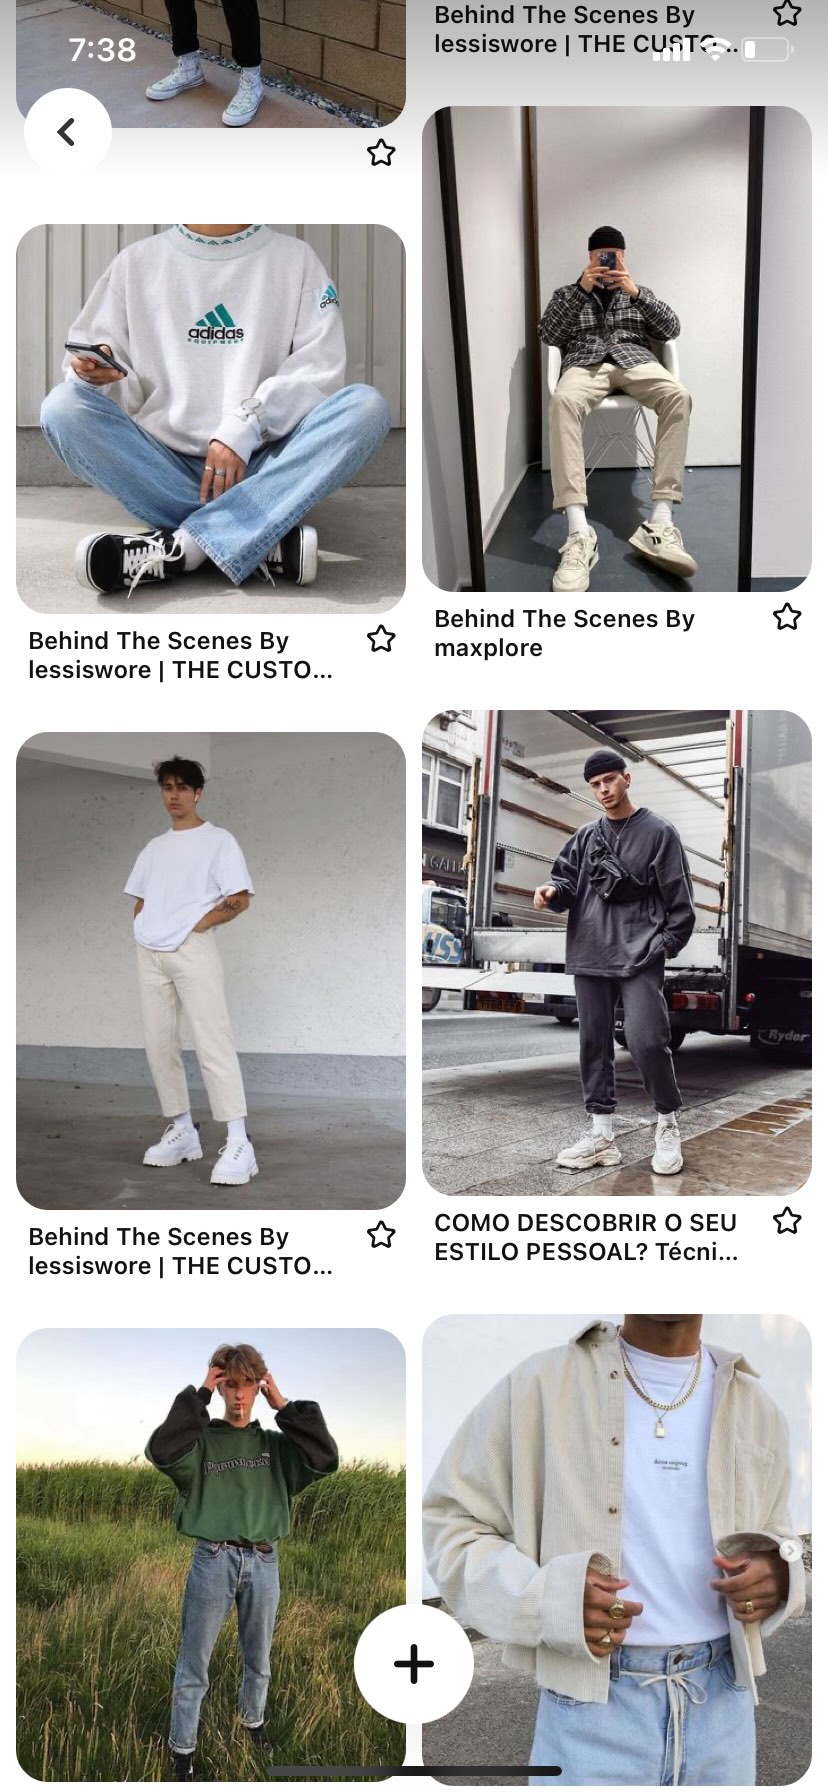 Behind The Scenes By
lessiswore | THE CUSTO...
7:38
adidas
EQUIPMENT
Behind The Scenes By
lessiswore | THE CUSTO...
Behind The Scenes By
maxplore
Ryder
Behind The Scenes By
lessiswore | THE CUSTO...
COMO DESCOBRIR O SEU
ESTILO PESSOAL? Técni...